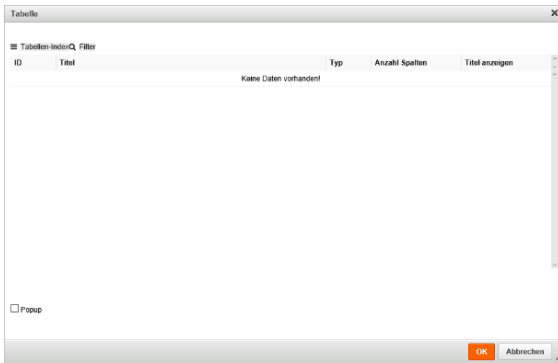 Tabelle
Tabellen-Index Filter
ID Titel Typ Anzahl Spalten Titel anzeigen
Keine Daten vorhanden!
Popup
OK Abbrechen